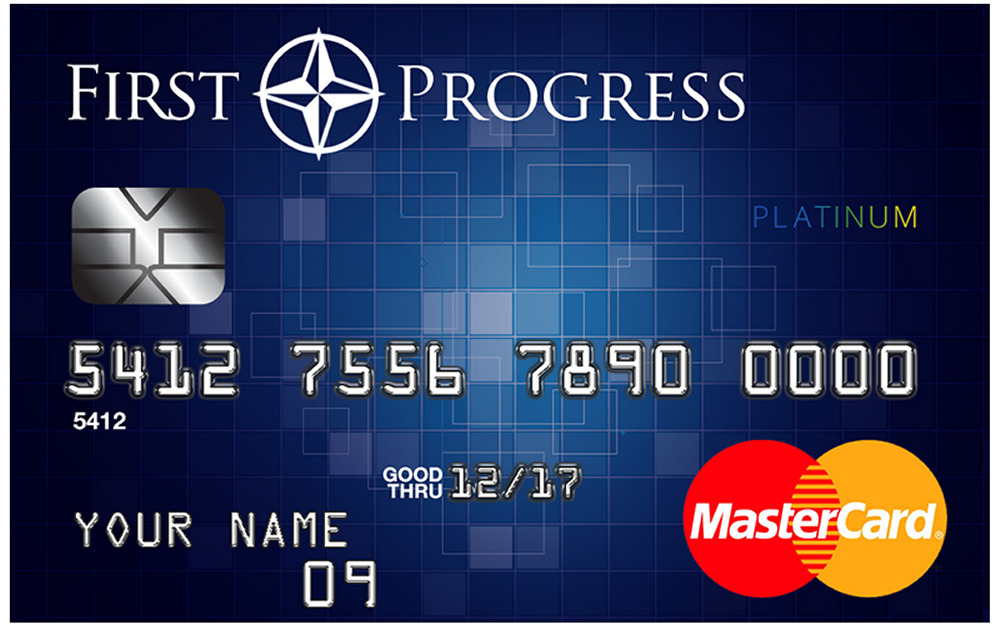 FIRST PROGRESS
PLATINUM
5412 7556 7890 0000
5412
GOOD THRU 12/17
YOUR NAME
09
MasterCard®